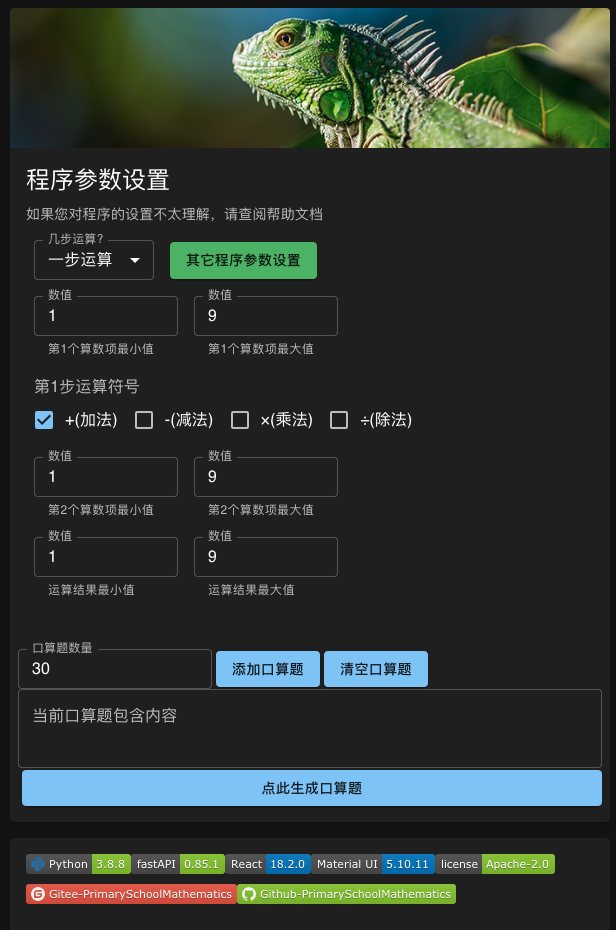 程序参数设置
如果您对程序的设置不太理解，请查阅帮助文档
几步运算?
一步运算 其它程序参数设置
数值 数值
1 9
第1个算数项最小值 第1个算数项最大值
第1步运算符号
+(加法) -(减法) ×(乘法) ÷(除法)
数值 数值
1 9
第2个算数项最小值 第2个算数项最大值
数值 数值
1 9
运算结果最小值 运算结果最大值
口算题数量
30 添加口算题 清空口算题
当前口算题包含内容
点此生成口算题
Python 3.8.8 fastAPI 0.85.1 React 18.2.0 Material UI 5.10.11 license Apache-2.0
Gitee-PrimarySchoolMathematics Github-PrimarySchoolMathematics